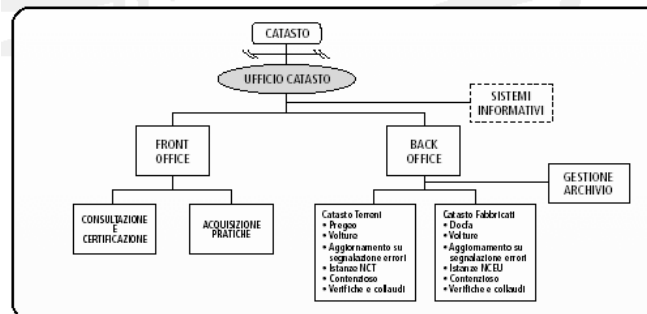 CATASTO
UFFICIO CATASTO
SISTEMI
INFORMATIVI
FRONT
OFFICE
BACK
OFFICE
GESTIONE
ARCHIVIO
CONSULTAZIONE
E
CERTIFICAZIONE
ACQUISIZIONE
PRATICHE
Catasto Terreni
• Pregeo
• Volture
• Aggiornamento su
segnalazione errori
• Istanze NCT
• Contenzioso
• Verifiche e collaudi
Catasto Fabbricati
• Docfa
• Volture
• Aggiornamento su
segnalazione errori
• Istanze NCEU
• Contenzioso
• Verifiche e collaudi